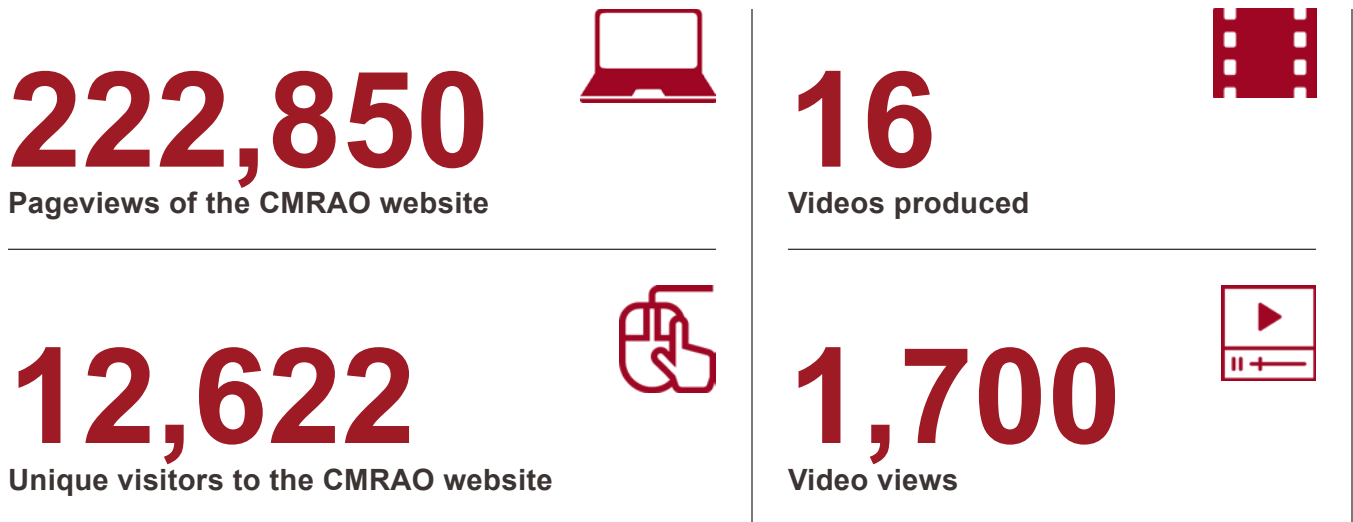 222,850
Pageviews of the CMRAO website
12,622
Unique visitors to the CMRAO website
16
Videos produced
1,700
Video views